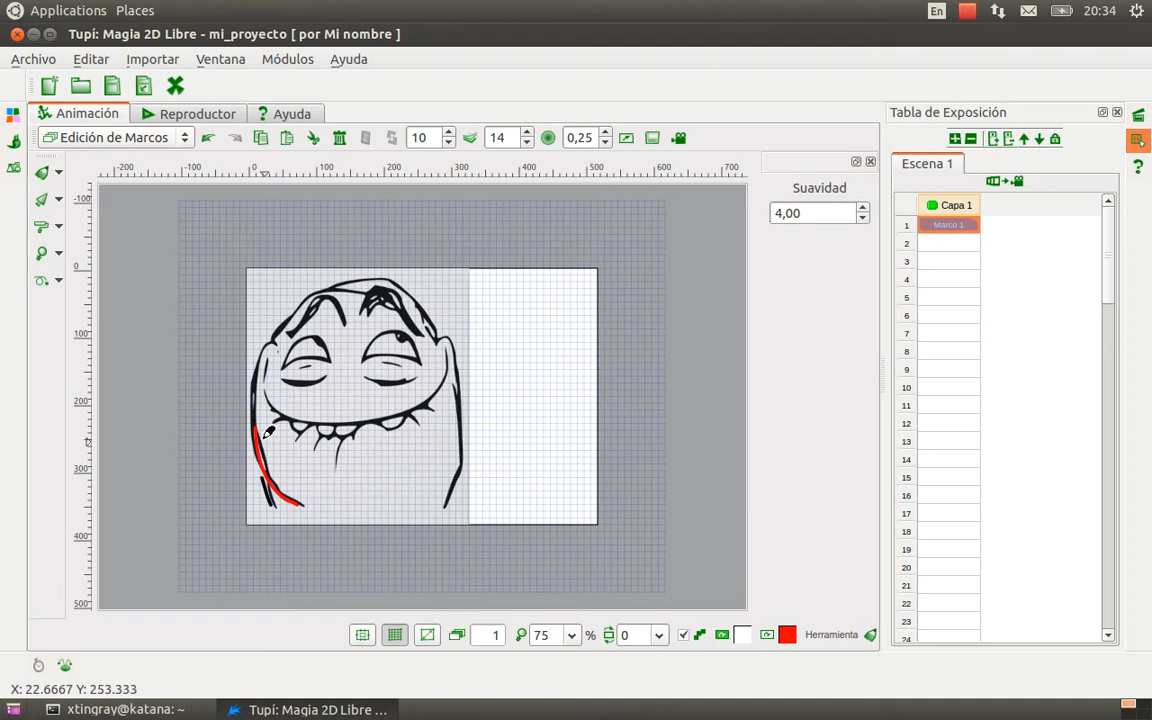 Applications Places En 20:34
Tupí: Magia 2D Libre - mi_proyecto [ por Mi nombre ]
Archivo Editar Importar Ventana Módulos Ayuda
Animación Reproductor Ayuda Tabla de Exposición
Edición de Marcos 10 14 0,25
Escena 1
-200 -100 0 100 200 300 400 500 600 700
Suavidad
4,00
Capa 1
-100
0
100
200
300
400
500
1 Marco 1
2
3
4
5
6
7
8
9
10
11
12
13
14
15
16
17
18
19
20
21
22
23
24
1 75 % 0 Herramienta
X: 22.6667 Y: 253.333
xtingray@katana: ~ Tupí: Magia 2D Libre ...